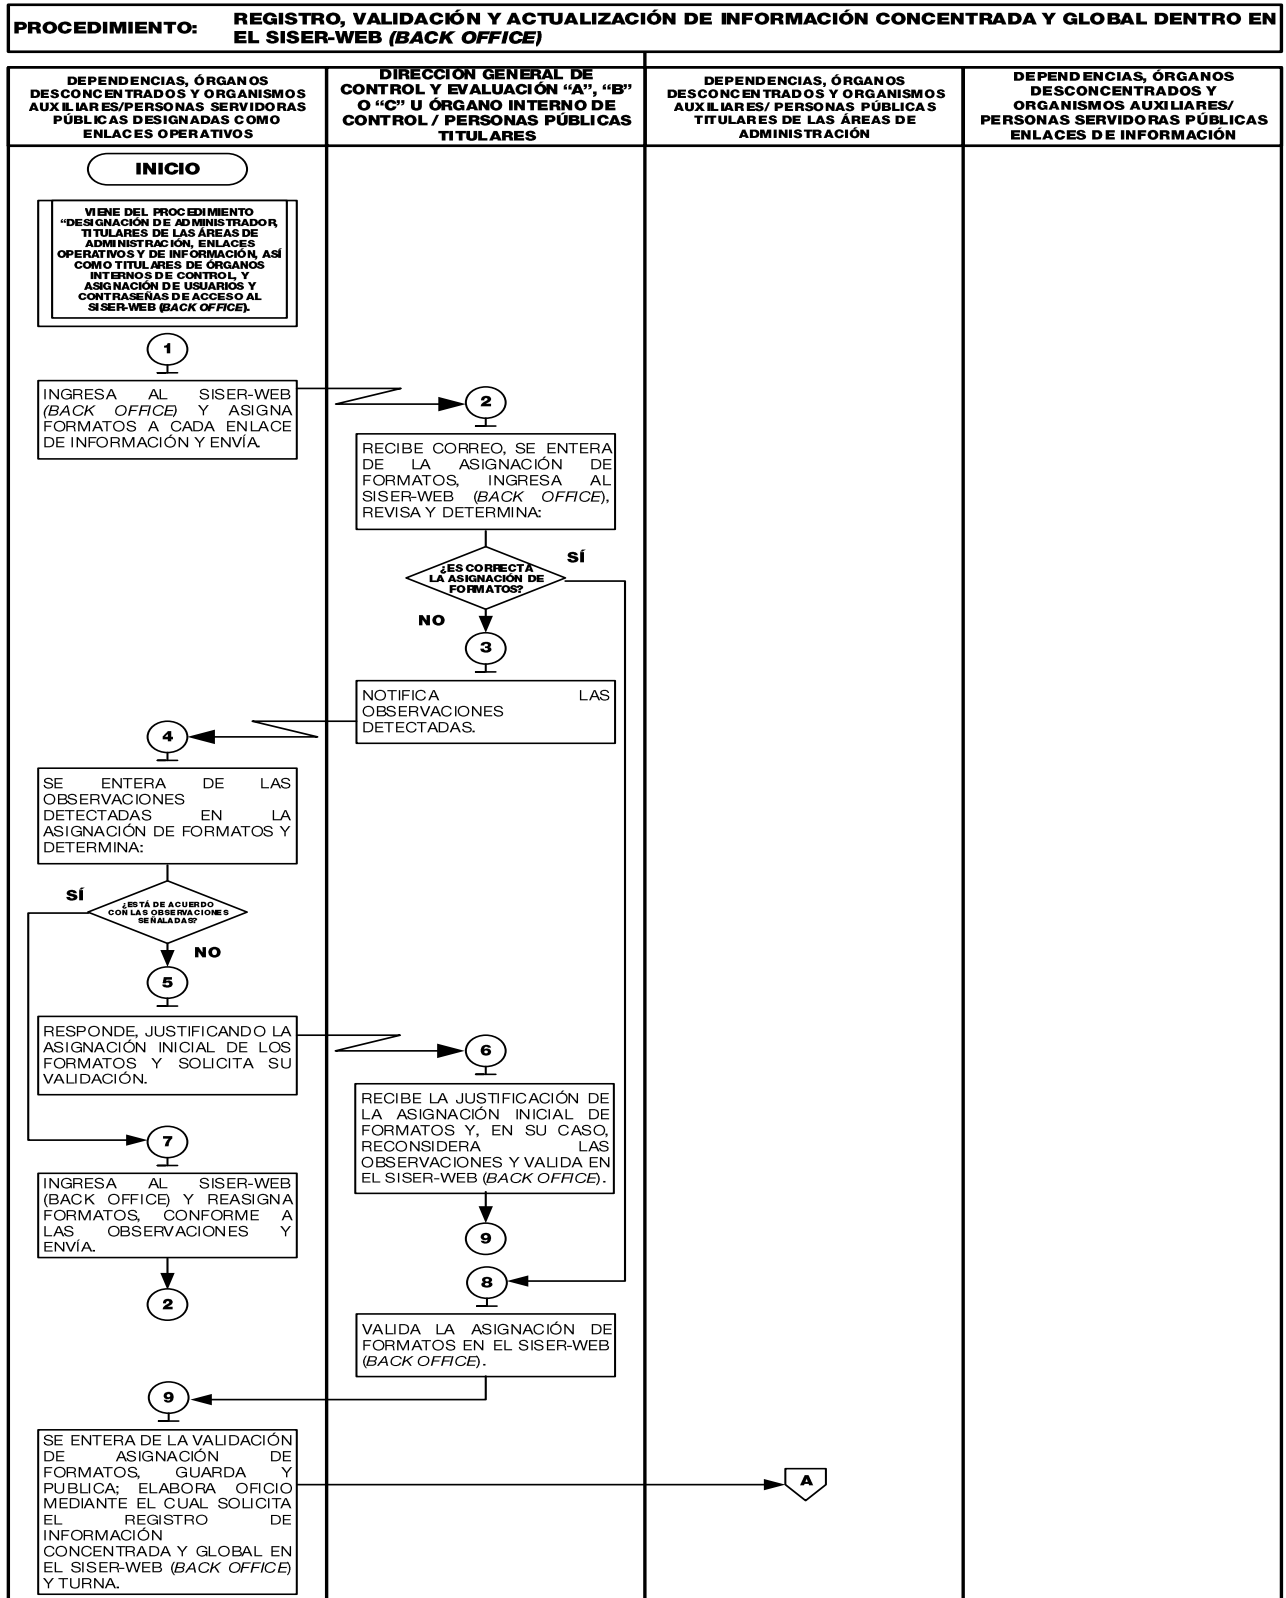 PROCEDIMIENTO:
REGISTRO, VALIDACIÓN Y ACTUALIZACIÓN DE INFORMACIÓN CONCENTRADA Y GLOBAL DENTRO EN
EL SISER-WEB (BACK OFFICE)
DEPENDENCIAS, ÓRGANOS
DESCONCENTRADOS Y ORGANISMOS
AUXILIARES/PERSONAS SERVIDORAS
PÚBLICAS DESIGNADAS COMO
ENLACES OPERATIVOS
DIRECCIÓN GENERAL DE
CONTROL Y EVALUACIÓN “A”, “B”
O “C” U ÓRGANO INTERNO DE
CONTROL / PERSONAS PÚBLICAS
TITULARES
DEPENDENCIAS, ÓRGANOS
DESCONCENTRADOS Y ORGANISMOS
AUXILIARES/ PERSONAS PÚBLICAS
TITULARES DE LAS ÁREAS DE
ADMINISTRACIÓN
DEPENDENCIAS, ÓRGANOS
DESCONCENTRADOS Y
ORGANISMOS AUXILIARES/
PERSONAS SERVIDORAS PÚBLICAS
ENLACES DE INFORMACIÓN
INICIO
VIENE DEL PROCEDIMIENTO
“DESIGNACIÓN DE ADMINISTRADOR,
TITULARES DE LAS ÁREAS DE
ADMINISTRACIÓN, ENLACES
OPERATIVOS Y DE INFORMACIÓN, ASÍ
COMO TITULARES DE ÓRGANOS
INTERNOS DE CONTROL, Y
ASIGNACIÓN DE USUARIOS Y
CONTRASEÑAS DE ACCESO AL
SISER-WEB (BACK OFFICE).
1
INGRESA AL SISER-WEB
(BACK OFFICE) Y ASIGNA
FORMATOS A CADA ENLACE
DE INFORMACIÓN Y ENVÍA.
2
RECIBE CORREO, SE ENTERA
DE LA ASIGNACIÓN DE
FORMATOS, INGRESA AL
SISER-WEB (BACK OFFICE),
REVISA Y DETERMINA:
¿ES CORRECTA
LA ASIGNACIÓN DE
FORMATOS?
SÍ
NO
3
NOTIFICA LAS
OBSERVACIONES
DETECTADAS.
4
SE ENTERA DE LAS
OBSERVACIONES
DETECTADAS EN LA
ASIGNACIÓN DE FORMATOS Y
DETERMINA:
SÍ
¿ESTÁ DE ACUERDO
CON LAS OBSERVACIONES
SEÑALADAS?
NO
5
RESPONDE, JUSTIFICANDO LA
ASIGNACIÓN INICIAL DE LOS
FORMATOS Y SOLICITA SU
VALIDACIÓN.
6
RECIBE LA JUSTIFICACIÓN DE
LA ASIGNACIÓN INICIAL DE
FORMATOS Y, EN SU CASO,
RECONSIDERA LAS
OBSERVACIONES Y VALIDA EN
EL SISER-WEB (BACK OFFICE).
9
7
INGRESA AL SISER-WEB
(BACK OFFICE) Y REASIGNA
FORMATOS, CONFORME A
LAS OBSERVACIONES Y
ENVÍA.
2
8
VALIDA LA ASIGNACIÓN DE
FORMATOS EN EL SISER-WEB
(BACK OFFICE).
9
SE ENTERA DE LA VALIDACIÓN
DE ASIGNACIÓN DE
FORMATOS, GUARDA Y
PUBLICA; ELABORA OFICIO
MEDIANTE EL CUAL SOLICITA
EL REGISTRO DE
INFORMACIÓN
CONCENTRADA Y GLOBAL EN
EL SISER-WEB (BACK OFFICE)
Y TURNA.
A